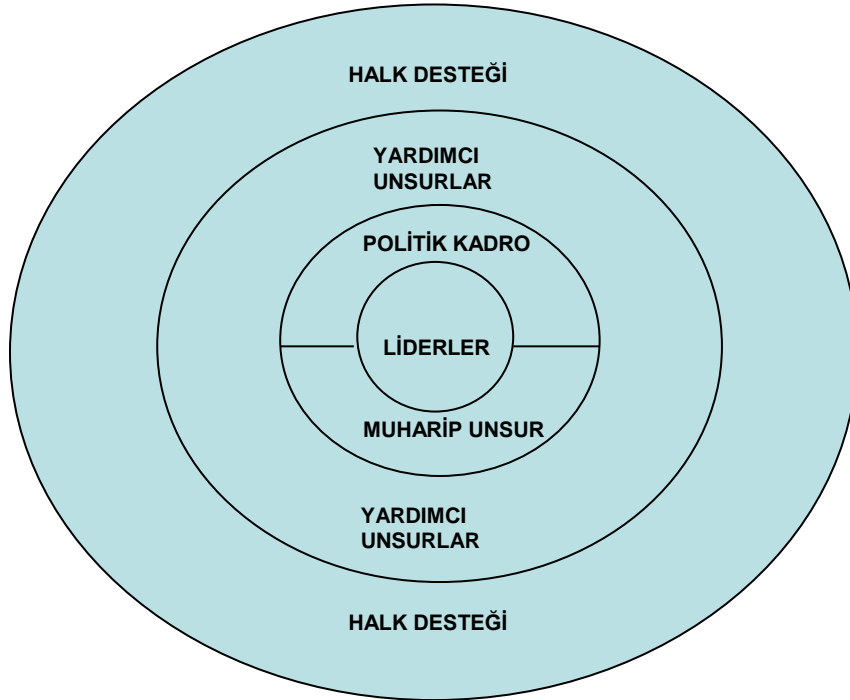 HALK DESTEĞİ
YARDIMCI
UNSURLAR
POLİTİK KADRO
LİDERLER
MUHARİP UNSUR
YARDIMCI
UNSURLAR
HALK DESTEĞİ